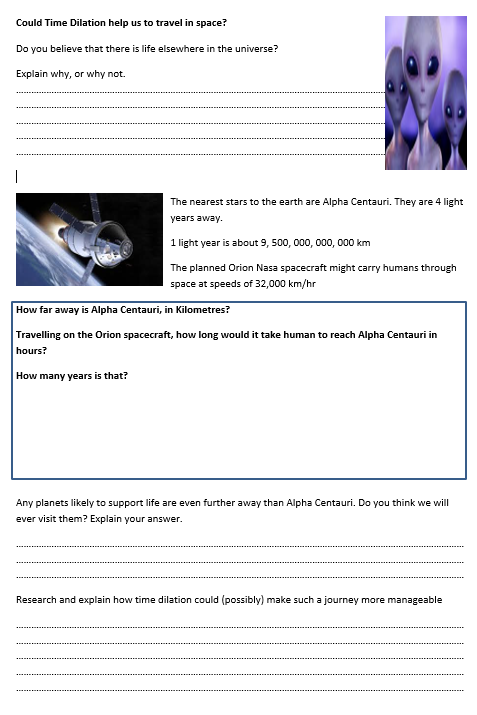 Could Time Dilation help us to travel in space?
Do you believe that there is life elsewhere in the universe?
Explain why, or why not.
The nearest stars to the earth are Alpha Centauri. They are 4 light
years away.
1 light year is about 9, 500, 000, 000, 000 km
The planned Orion Nasa spacecraft might carry humans through
space at speeds of 32,000 km/hr
How far away is Alpha Centauri, in Kilometres?
Travelling on the Orion spacecraft, how long would it take human to reach Alpha Centauri in
hours?
How many years is that?
Any planets likely to support life are even further away than Alpha Centauri. Do you think we will
ever visit them? Explain your answer.
Research and explain how time dilation could (possibly) make such a journey more manageable